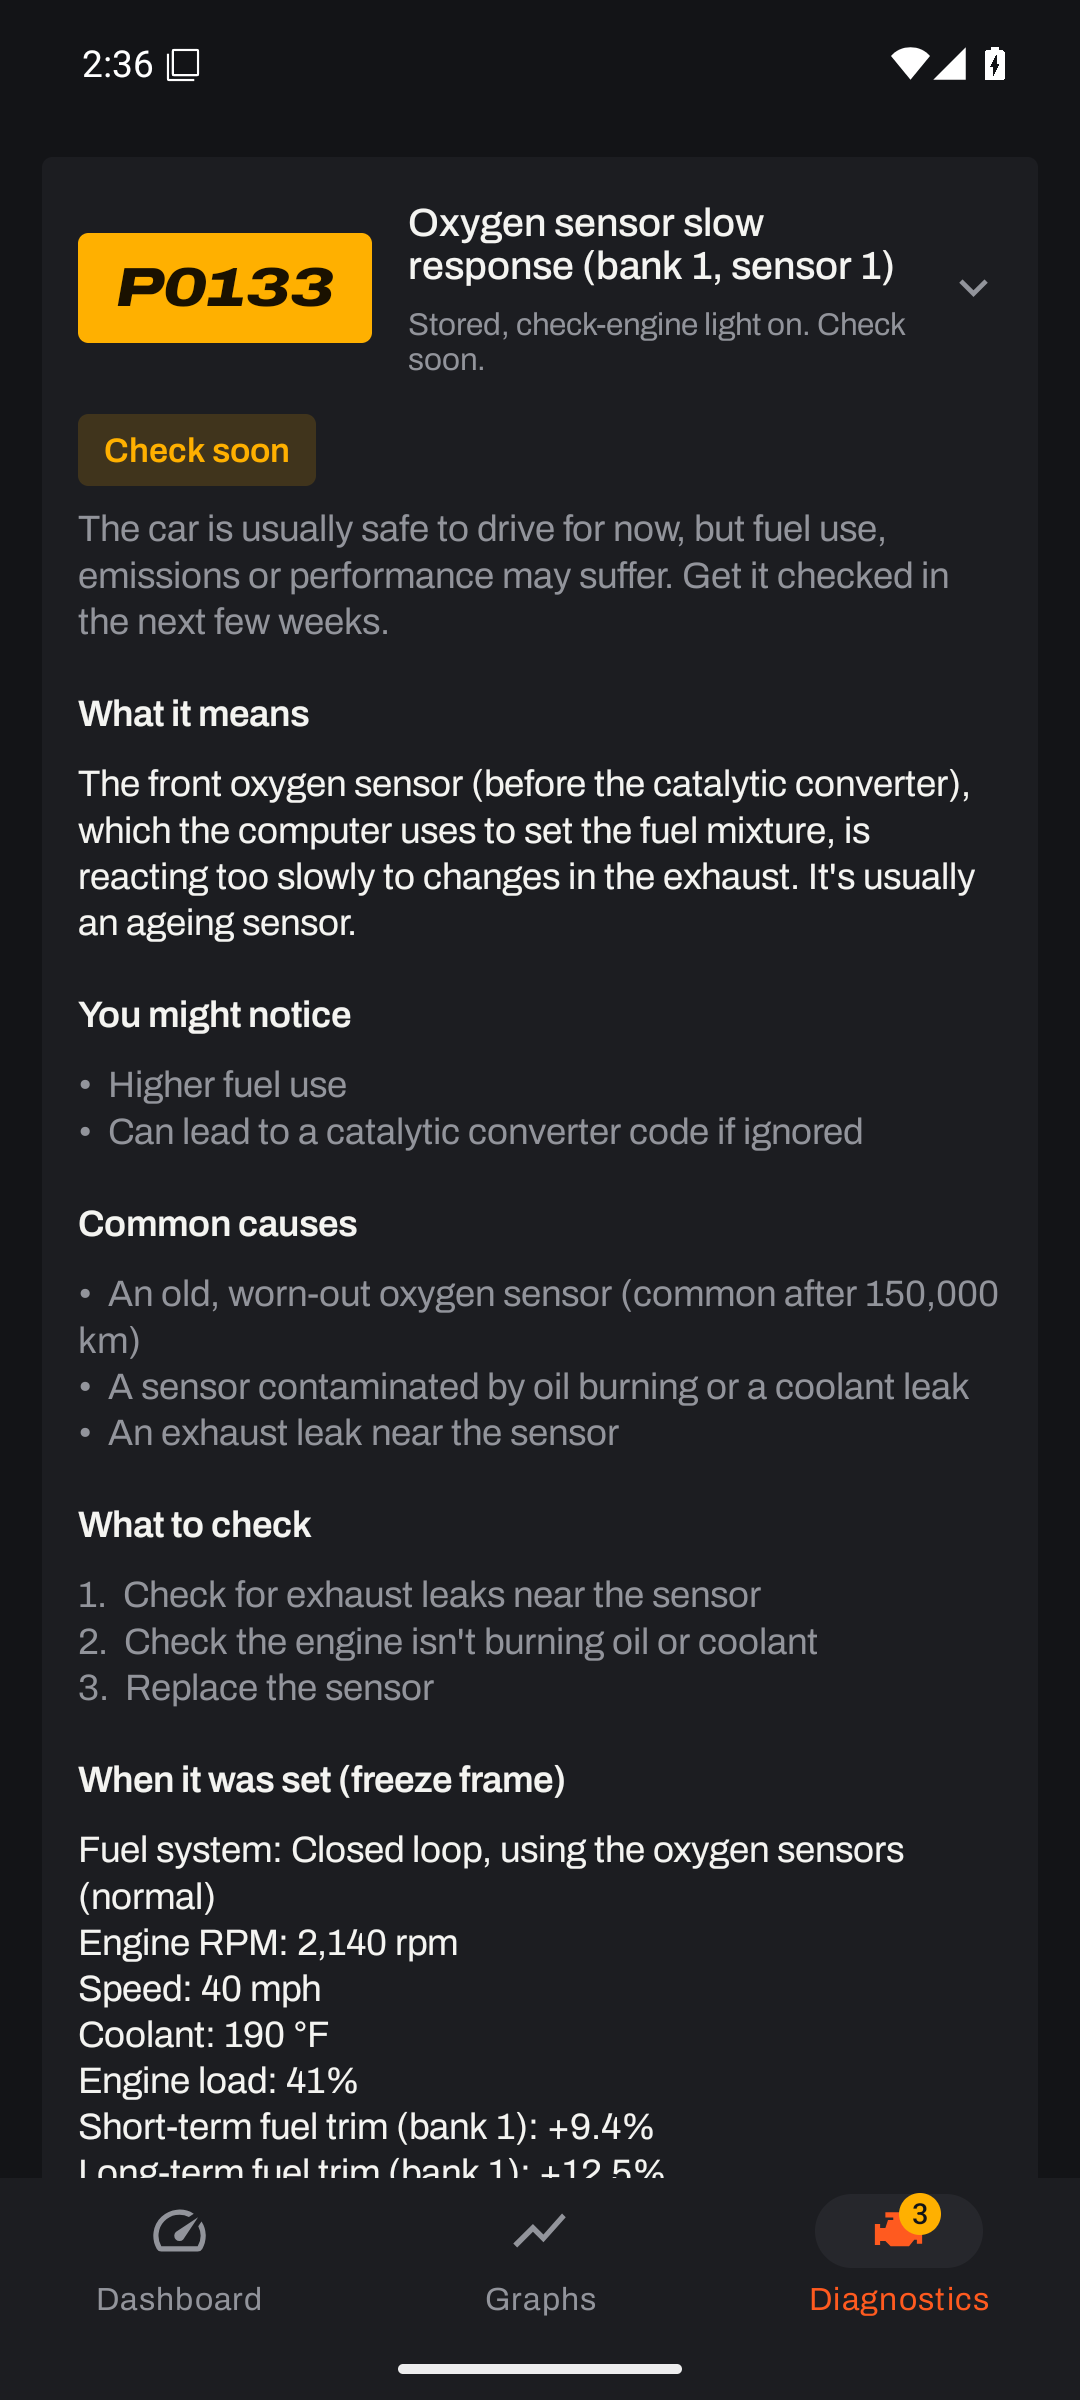 2:36
P0133
Oxygen sensor slow
response (bank 1, sensor 1)
Stored, check-engine light on. Check
soon.
Check soon
The car is usually safe to drive for now, but fuel use,
emissions or performance may suffer. Get it checked in
the next few weeks.
What it means
The front oxygen sensor (before the catalytic converter),
which the computer uses to set the fuel mixture, is
reacting too slowly to changes in the exhaust. It's usually
an ageing sensor.
You might notice
• Higher fuel use
• Can lead to a catalytic converter code if ignored
Common causes
• An old, worn-out oxygen sensor (common after 150,000
km)
• A sensor contaminated by oil burning or a coolant leak
• An exhaust leak near the sensor
What to check
1. Check for exhaust leaks near the sensor
2. Check the engine isn't burning oil or coolant
3. Replace the sensor
When it was set (freeze frame)
Fuel system: Closed loop, using the oxygen sensors
(normal)
Engine RPM: 2,140 rpm
Speed: 40 mph
Coolant: 190 °F
Engine load: 41%
Short-term fuel trim (bank 1): +9.4%
Long-term fuel trim (bank 1): +12.5%
3
Dashboard
Graphs
Diagnostics